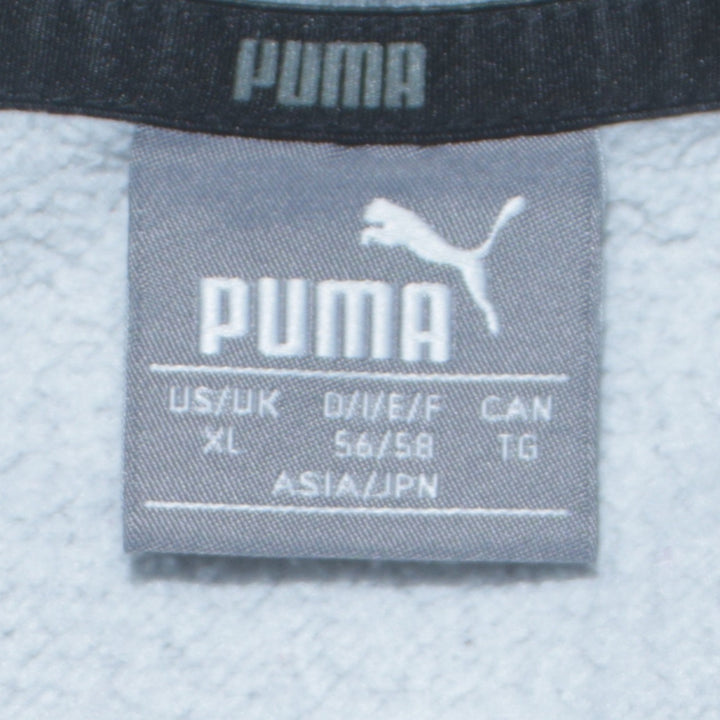 PUMA
PUMA
US/UK D/I/E/F CAN
XL 56/58 TG
ASIA/JPN